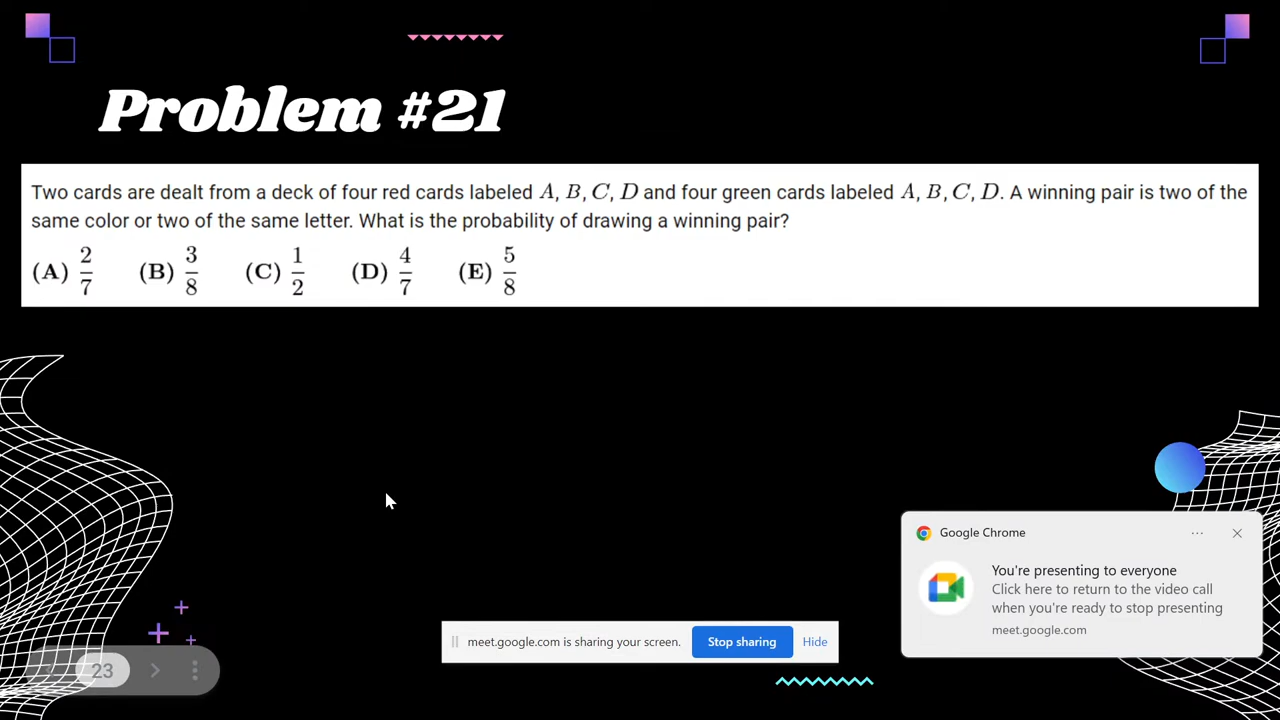 Problem #21
Two cards are dealt from a deck of four red cards labeled A, B, C, D and four green cards labeled A, B, C, D. A winning pair is two of the
same color or two of the same letter. What is the probability of drawing a winning pair?
(A) 2/7 (B) 3/8 (C) 1/2 (D) 4/7 (E) 5/8
Google Chrome
You're presenting to everyone
Click here to return to the video call
when you're ready to stop presenting
meet.google.com
meet.google.com is sharing your screen. Stop sharing Hide
23